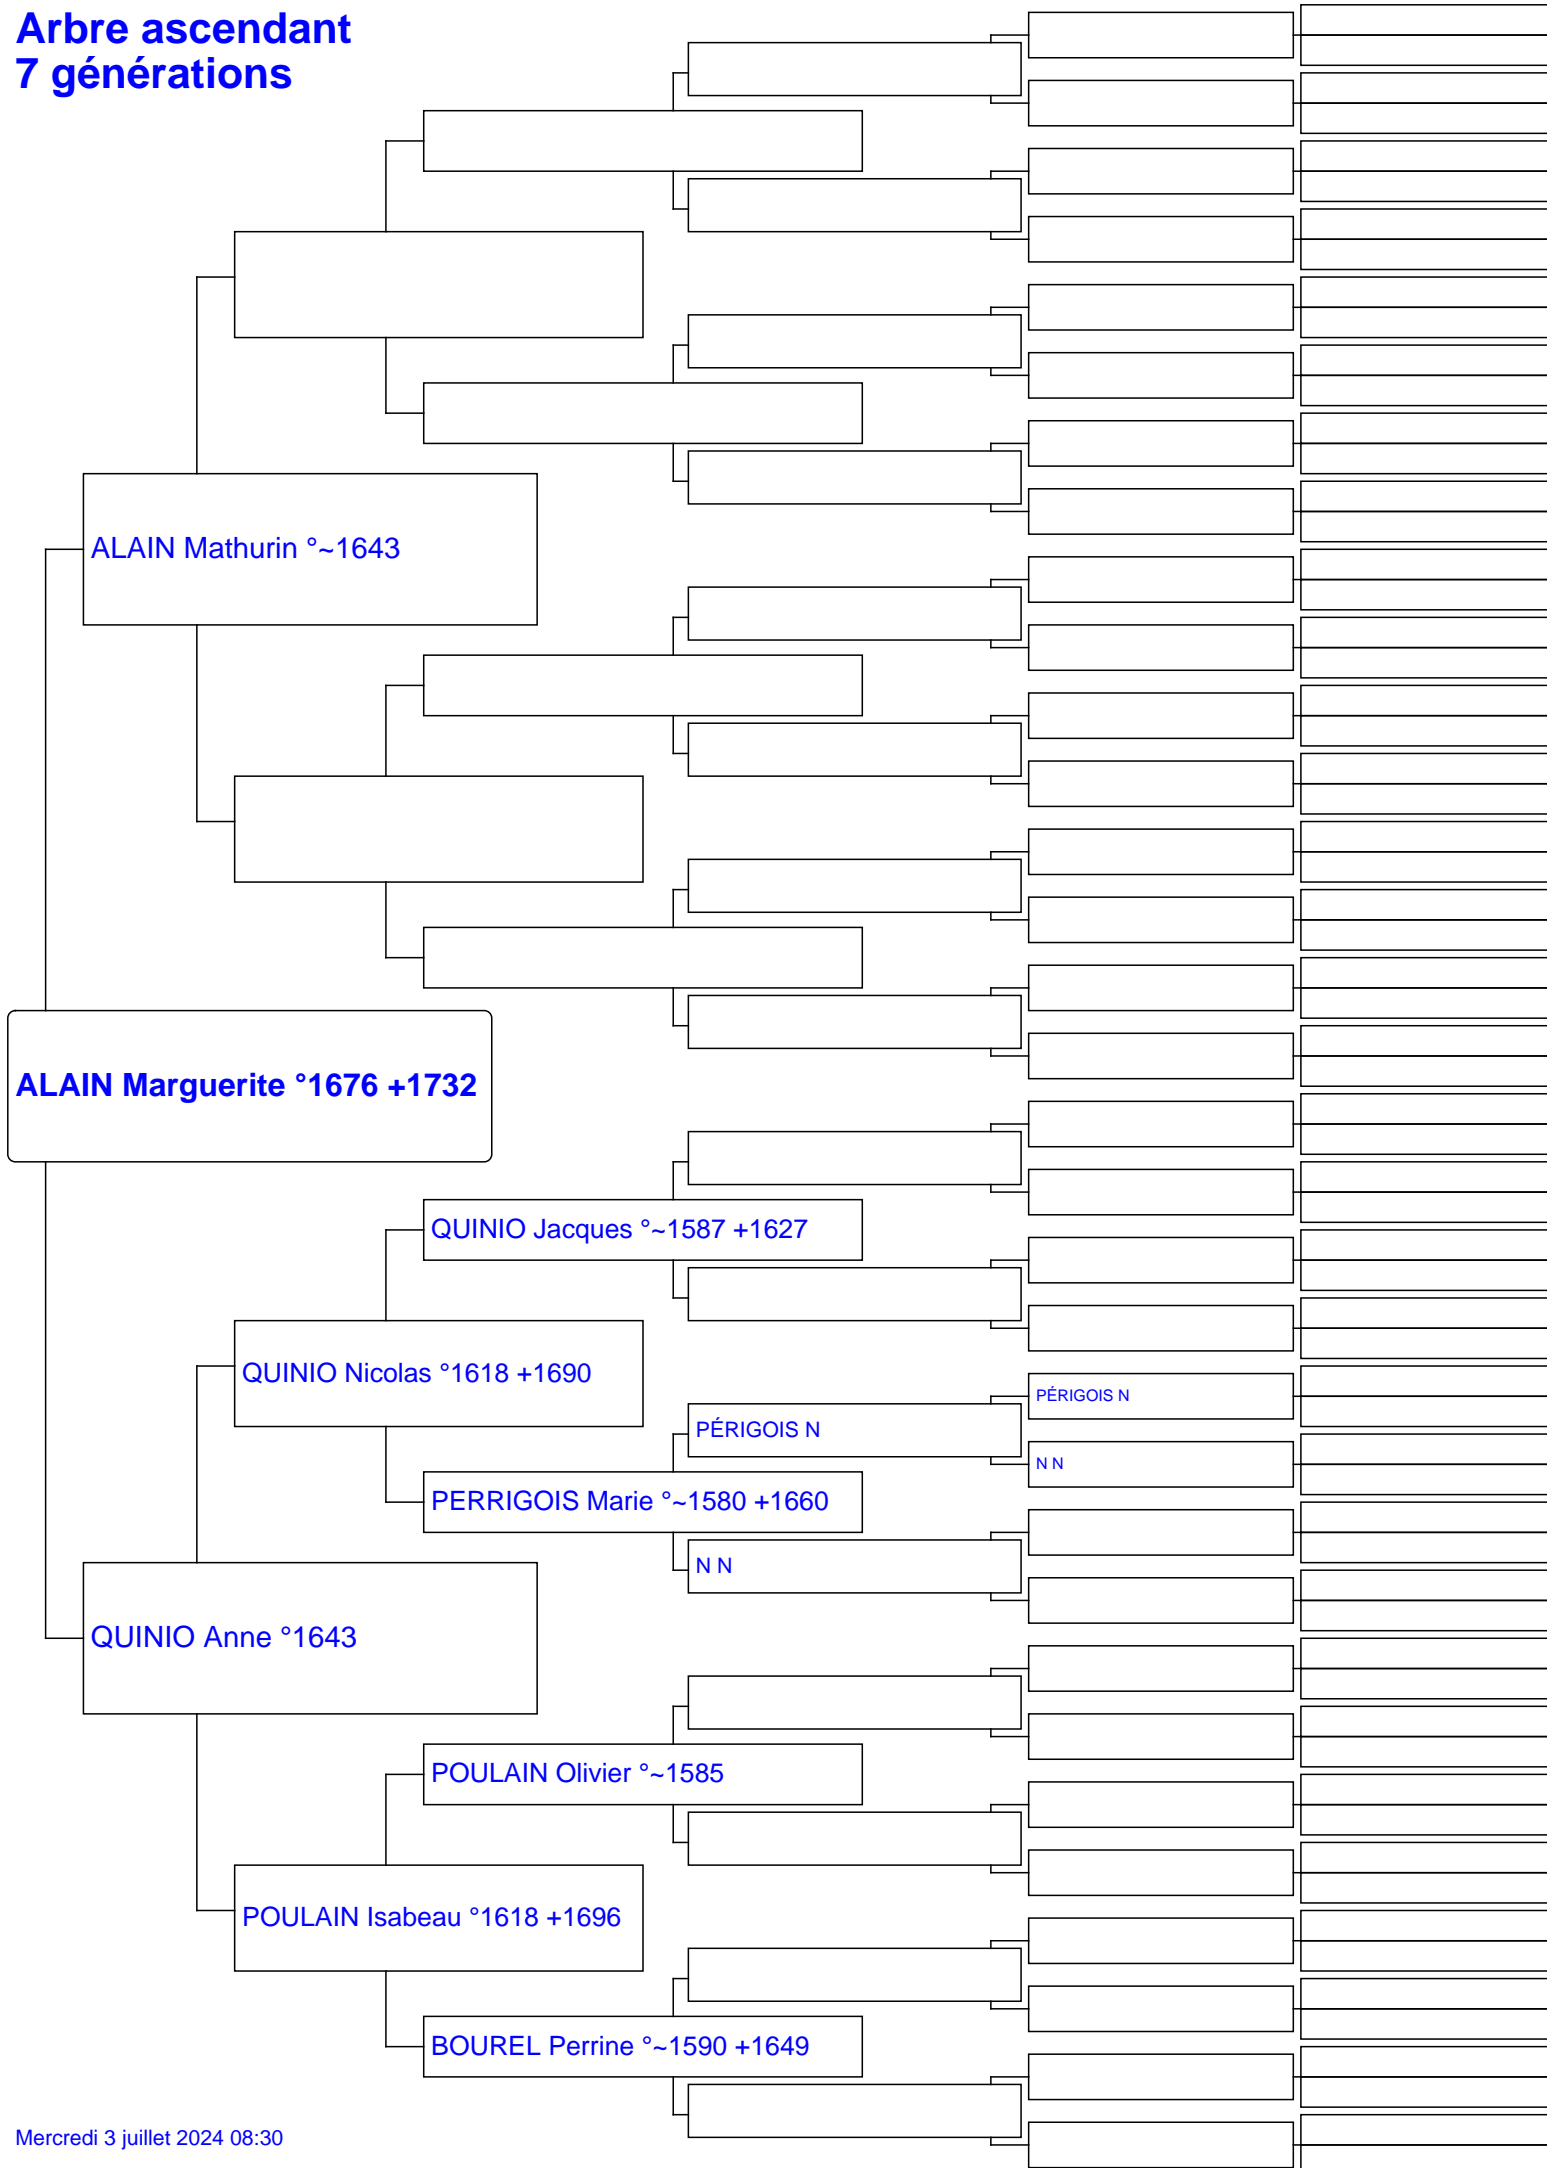 Arbre ascendant
7 générations
ALAIN Mathurin °~1643
ALAIN Marguerite °1676 +1732
QUINIO Jacques °~1587 +1627
QUINIO Nicolas °1618 +1690
PÉRIGOIS N
PÉRIGOIS N
N N
PERRIGOIS Marie °~1580 +1660
N N
QUINIO Anne °1643
POULAIN Olivier °~1585
POULAIN Isabeau °1618 +1696
BOUREL Perrine °~1590 +1649
Mercredi 3 juillet 2024 08:30